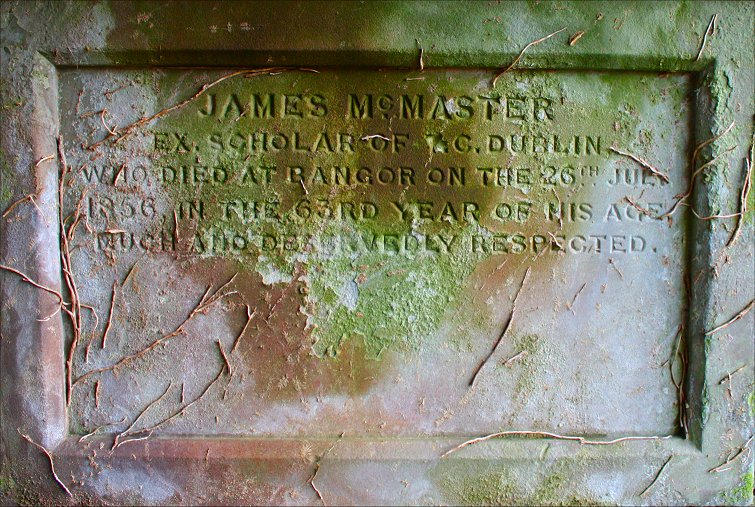 JAMES McMASTER
EX. SCHOLAR OF T.C. DUBLIN
WHO DIED AT BANGOR ON THE 26TH JULY
1856, IN THE 63RD YEAR OF HIS AGE
MUCH AND DESERVEDLY RESPECTED.